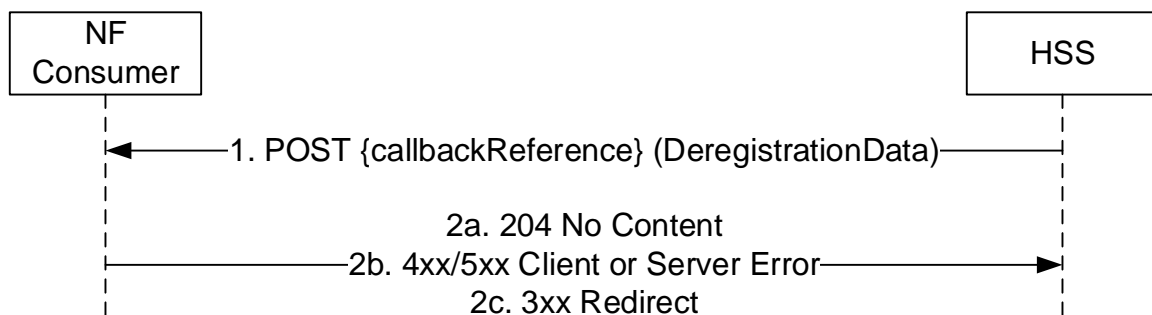 NF
Consumer
HSS
1. POST {callbackReference} (DeregistrationData)
2a. 204 No Content
2b. 4xx/5xx Client or Server Error
2c. 3xx Redirect